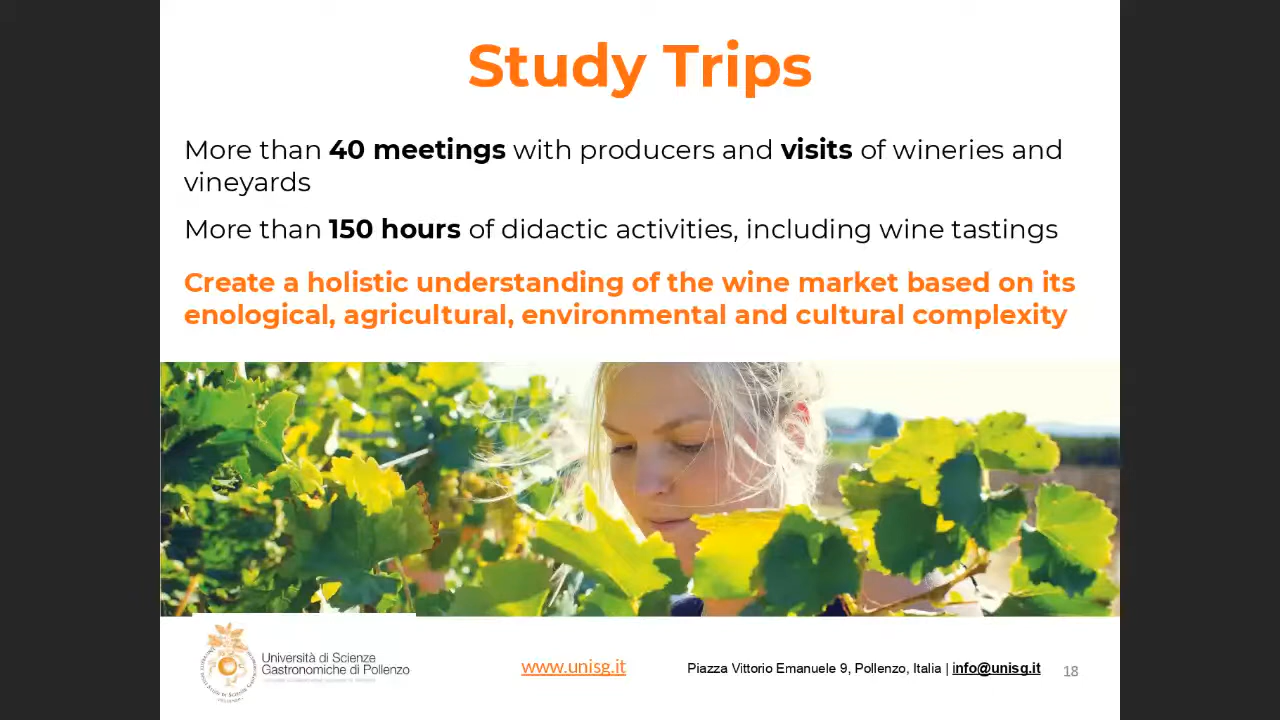 Study Trips
More than 40 meetings with producers and visits of wineries and
vineyards
More than 150 hours of didactic activities, including wine tastings
Create a holistic understanding of the wine market based on its
enological, agricultural, environmental and cultural complexity
Università di Scienze
Gastronomiche di Pollenzo
www.unisg.it
Piazza Vittorio Emanuele 9, Pollenzo, Italia | info@unisg.it
18